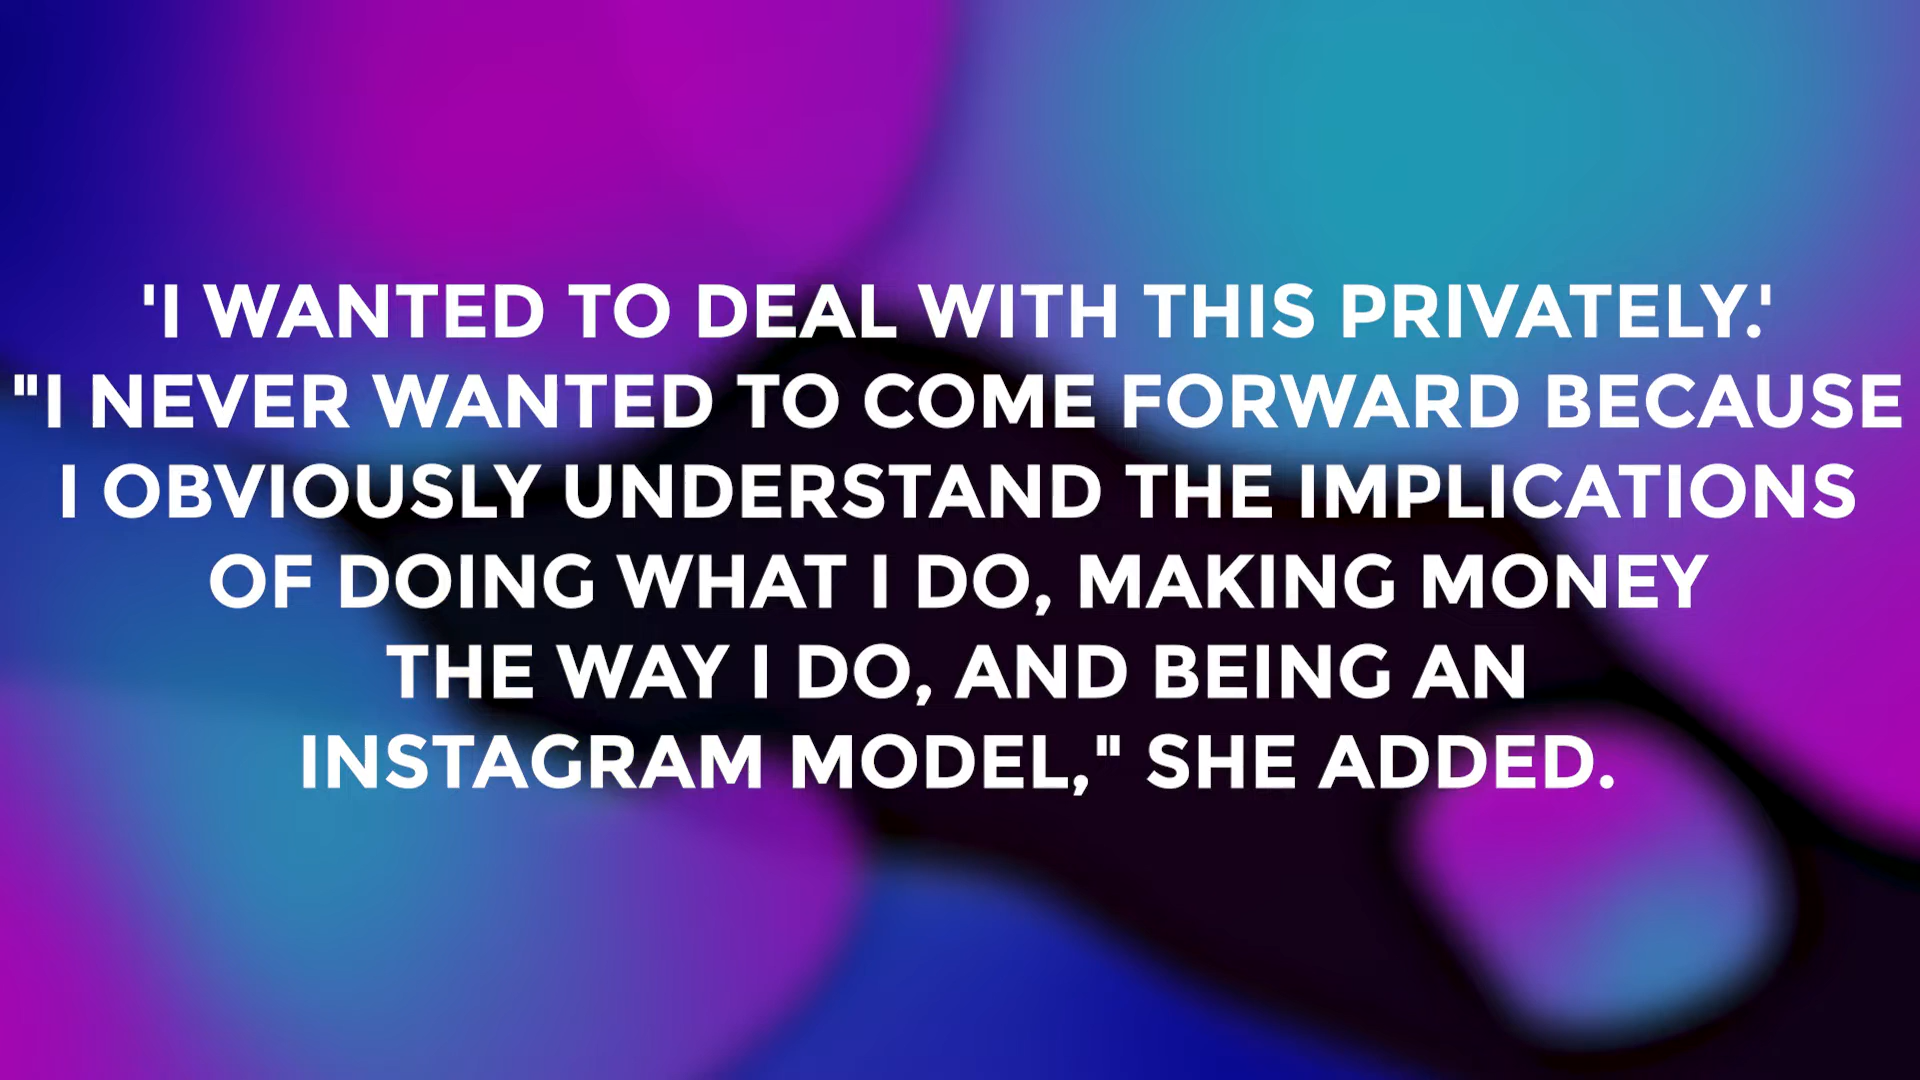 'I WANTED TO DEAL WITH THIS PRIVATELY.'
"I NEVER WANTED TO COME FORWARD BECAUSE
I OBVIOUSLY UNDERSTAND THE IMPLICATIONS
OF DOING WHAT I DO, MAKING MONEY
THE WAY I DO, AND BEING AN
INSTAGRAM MODEL," SHE ADDED.